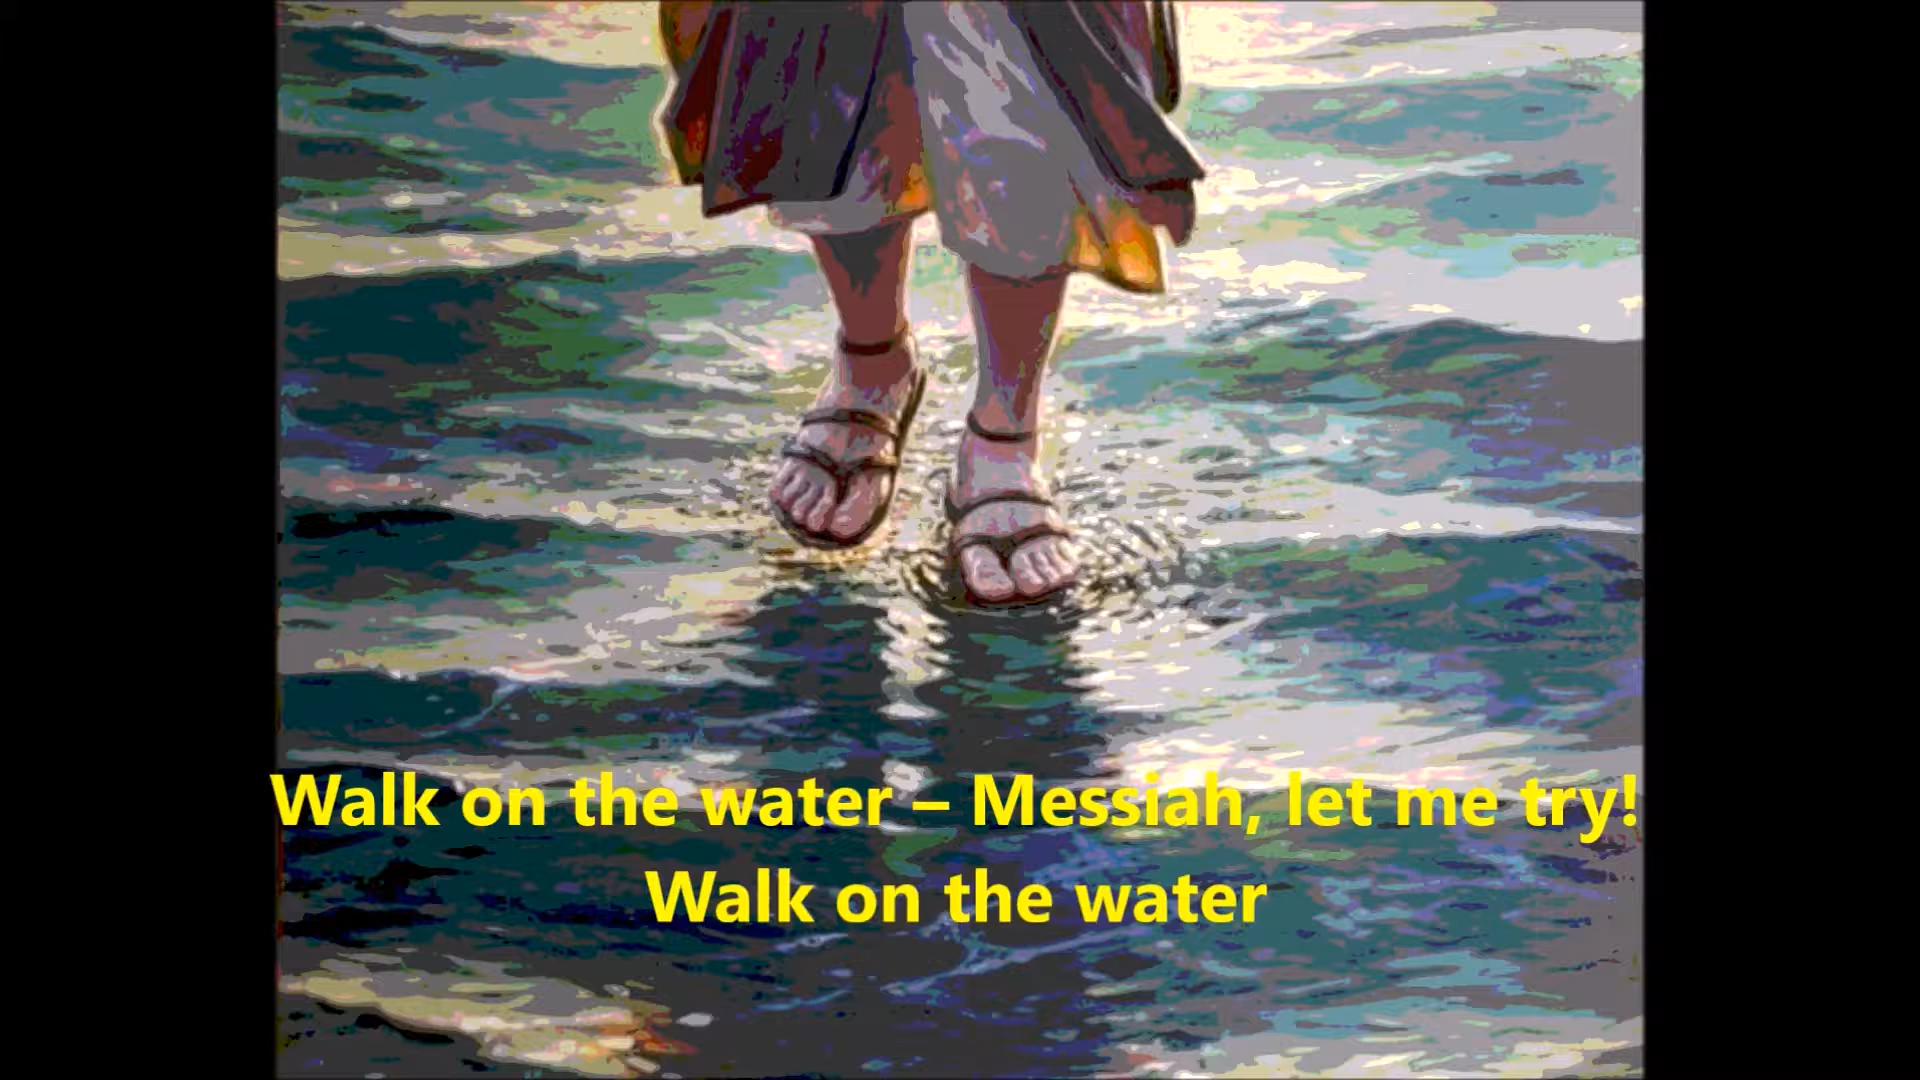 Walk on the water – Messiah, let me try!
Walk on the water